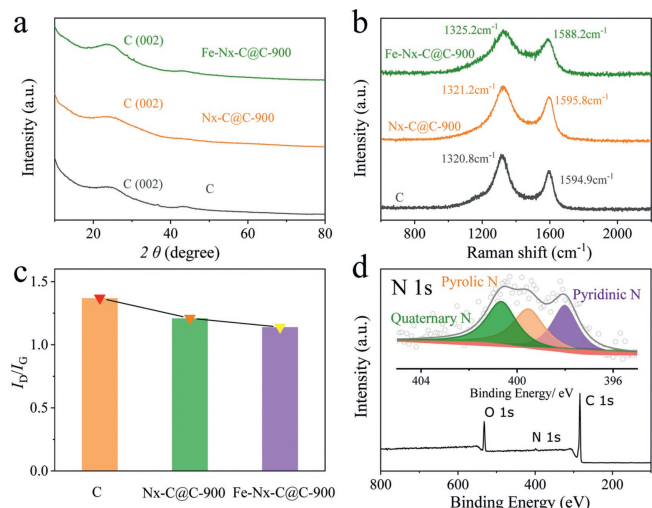 a
C (002)
Fe-Nx-C@C-900
C (002)
Nx-C@C-900
C (002)
C
Intensity (a.u.)
20
40
60
80
2 θ (degree)
b
1325.2cm⁻¹
1588.2cm⁻¹
Fe-Nx-C@C-900
1321.2cm⁻¹
1595.8cm⁻¹
Nx-C@C-900
1320.8cm⁻¹
1594.9cm⁻¹
C
Intensity (a.u.)
800
1200
1600
2000
Raman shift (cm⁻¹)
c
1.5
1.0
0.5
0.0
I_D/I_G
C
Nx-C@C-900
Fe-Nx-C@C-900
d
N 1s
Pyrolic N
Pyridinic N
Quaternary N
404
400
396
Binding Energy/ eV
C 1s
O 1s
N 1s
Intensity (a.u.)
800
600
400
200
Binding Energy (eV)